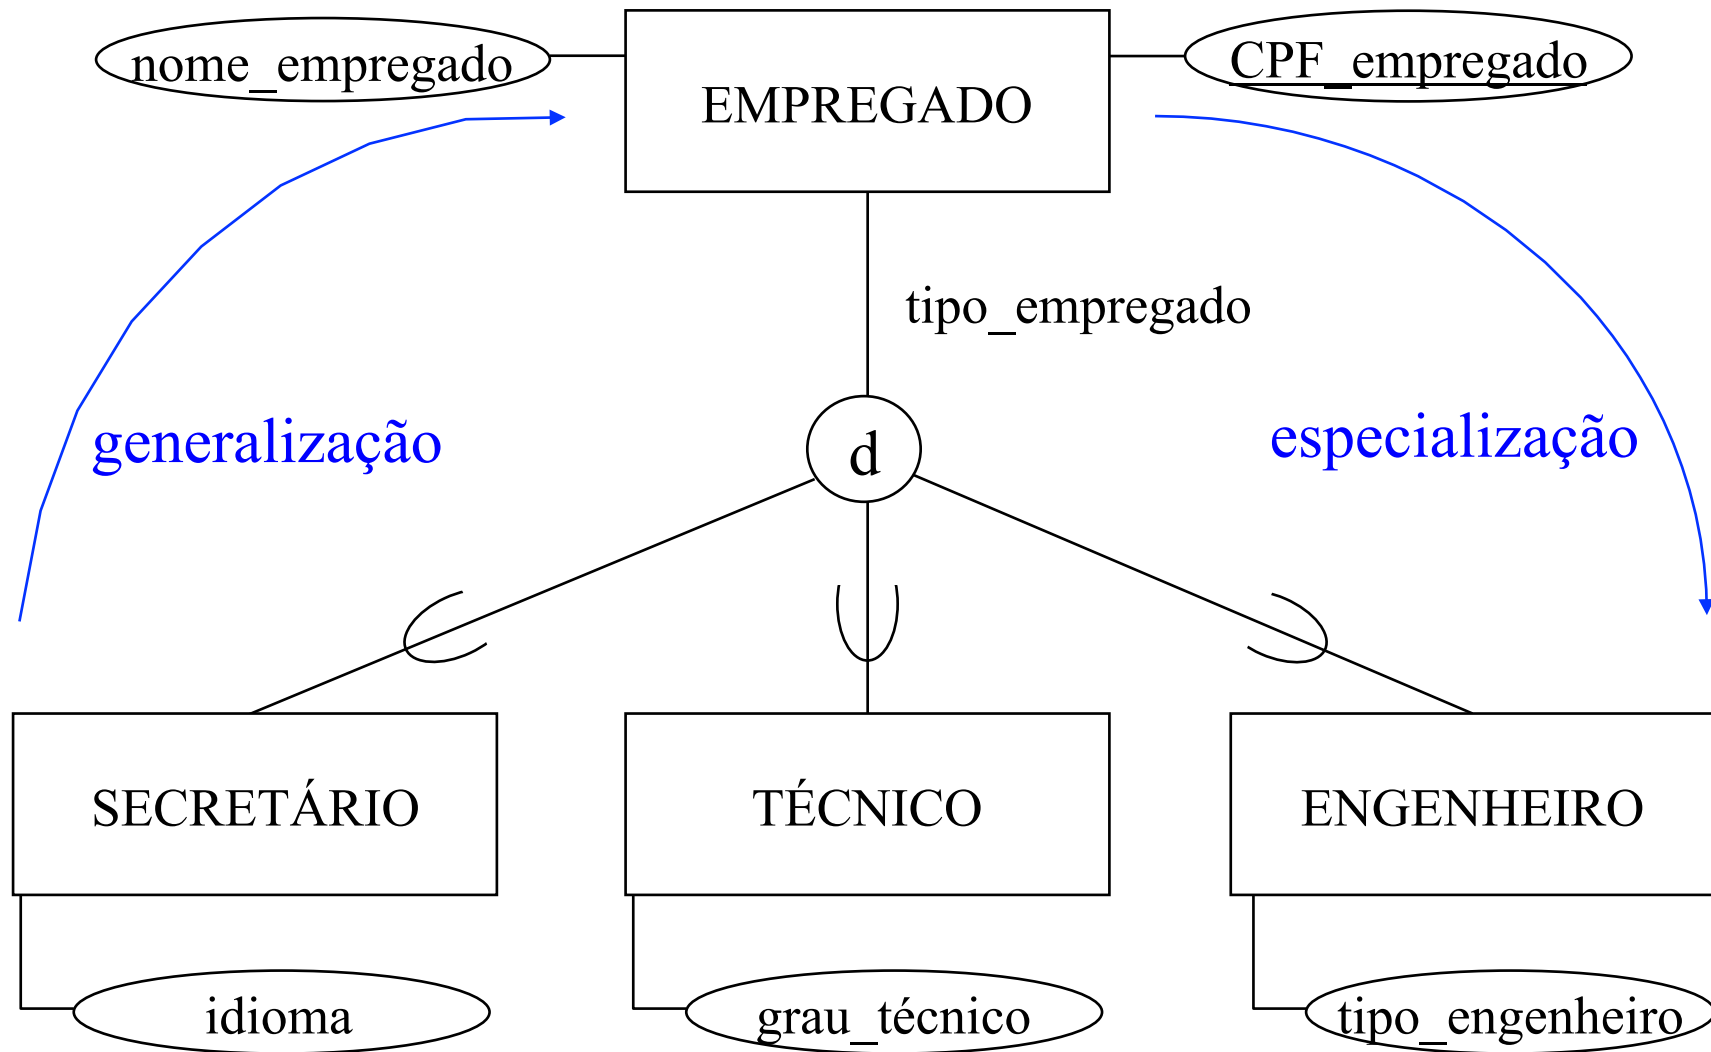 nome_empregado
CPF_empregado
EMPREGADO
tipo_empregado
generalização
especialização
d
SECRETÁRIO
TÉCNICO
ENGENHEIRO
idioma
grau_técnico
tipo_engenheiro